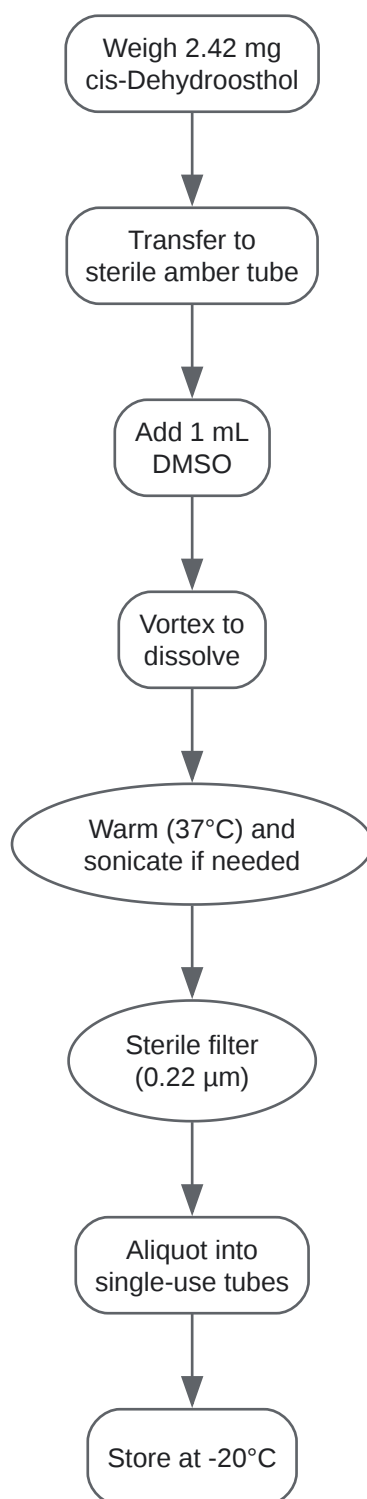 Weigh 2.42 mg
cis-Dehydroosthol
Transfer to
sterile amber tube
Add 1 mL
DMSO
Vortex to
dissolve
Warm (37°C) and
sonicate if needed
Sterile filter
(0.22 µm)
Aliquot into
single-use tubes
Store at -20°C